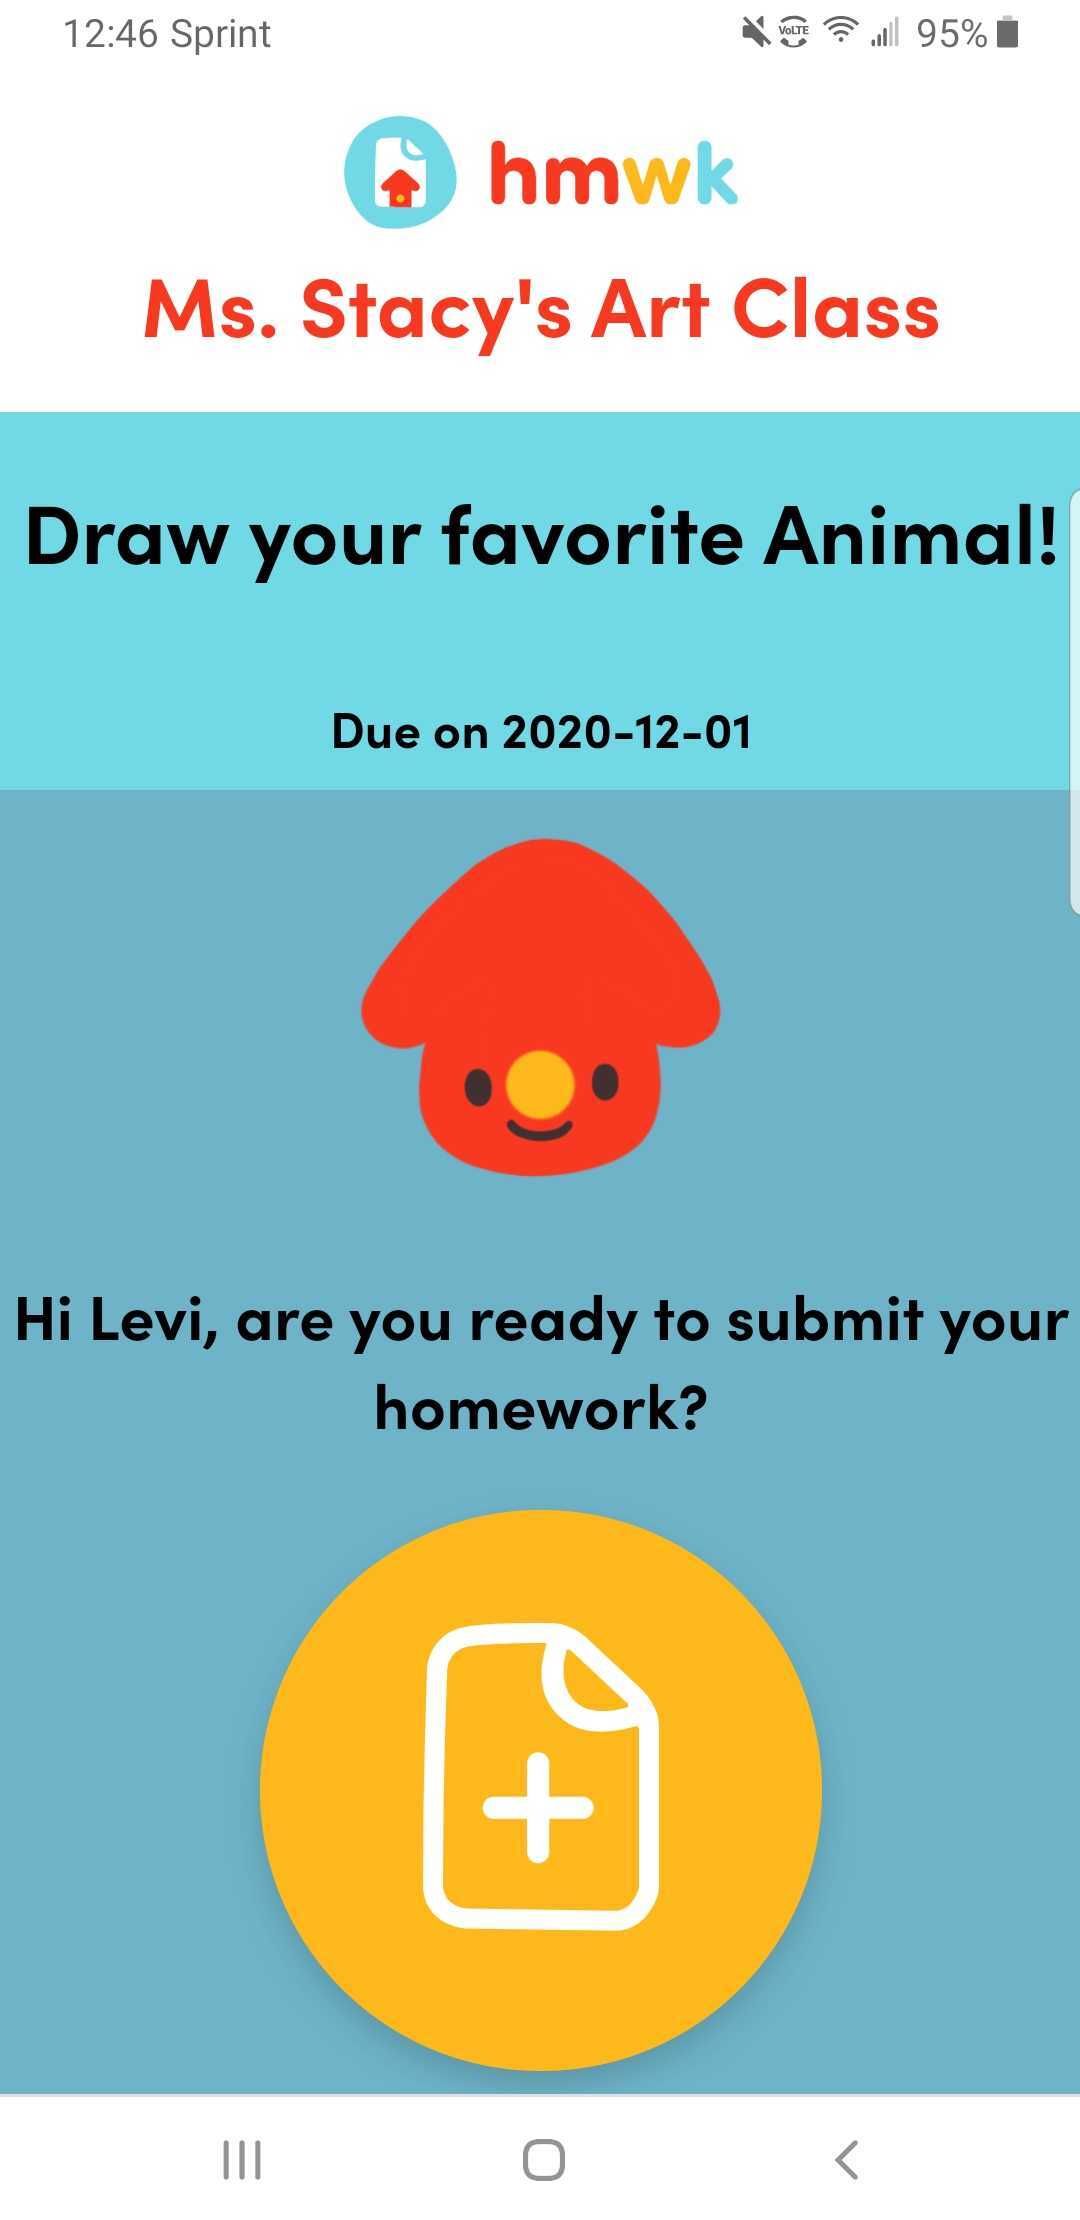 12:46 Sprint VoLTE 95%
hmwk
Ms. Stacy's Art Class
Draw your favorite Animal!
Due on 2020-12-01
Hi Levi, are you ready to submit your
homework?